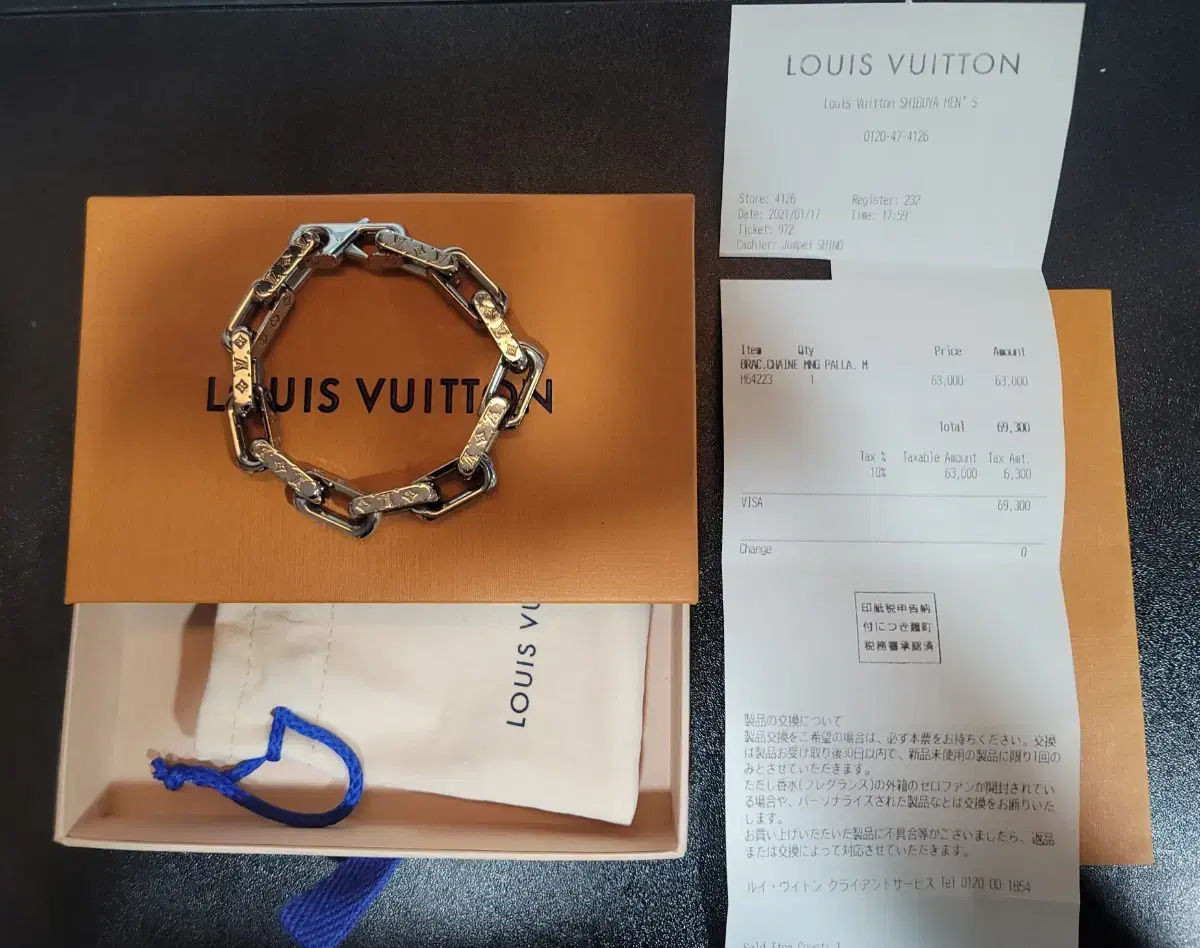 LOUIS VUITTON
Louis Vuitton SHIBUYA MEN'S
0120-47-4126
Store: 4126 Register: 232
Date: 2021/01/17 Time: 17:59
Ticket: 972
Cashier: Jumpei SHINO
Item Qty Price Amount
BRAC.CHAINE MNG PALLA. M
H64223 1 63,000 63,000
Total 69,300
Tax % Taxable Amount Tax Amt.
10% 63,000 6,300
VISA 69,300
Change 0
印紙税申告納
付につき麹町
税務署承認済
製品の交換について
製品交換をご希望の場合は、必ず本票をお持ちください。交換
は製品お受け取り後30日以内で、新品未使用の製品に限り1回の
みとさせていただきます。
ただし香水(フレグランス)の外箱のセロファンが開封されてい
る場合や、パーソナライズされた製品などは交換をお断りいた
します。
お買い上げいただいた製品に不具合等がございましたら、返品
または交換によって対応させていただきます。
ルイ・ヴィトン クライアントサービス Tel 0120 00 1854
Sold Item Count: 1
LOUIS VUITTON
LOUIS VU